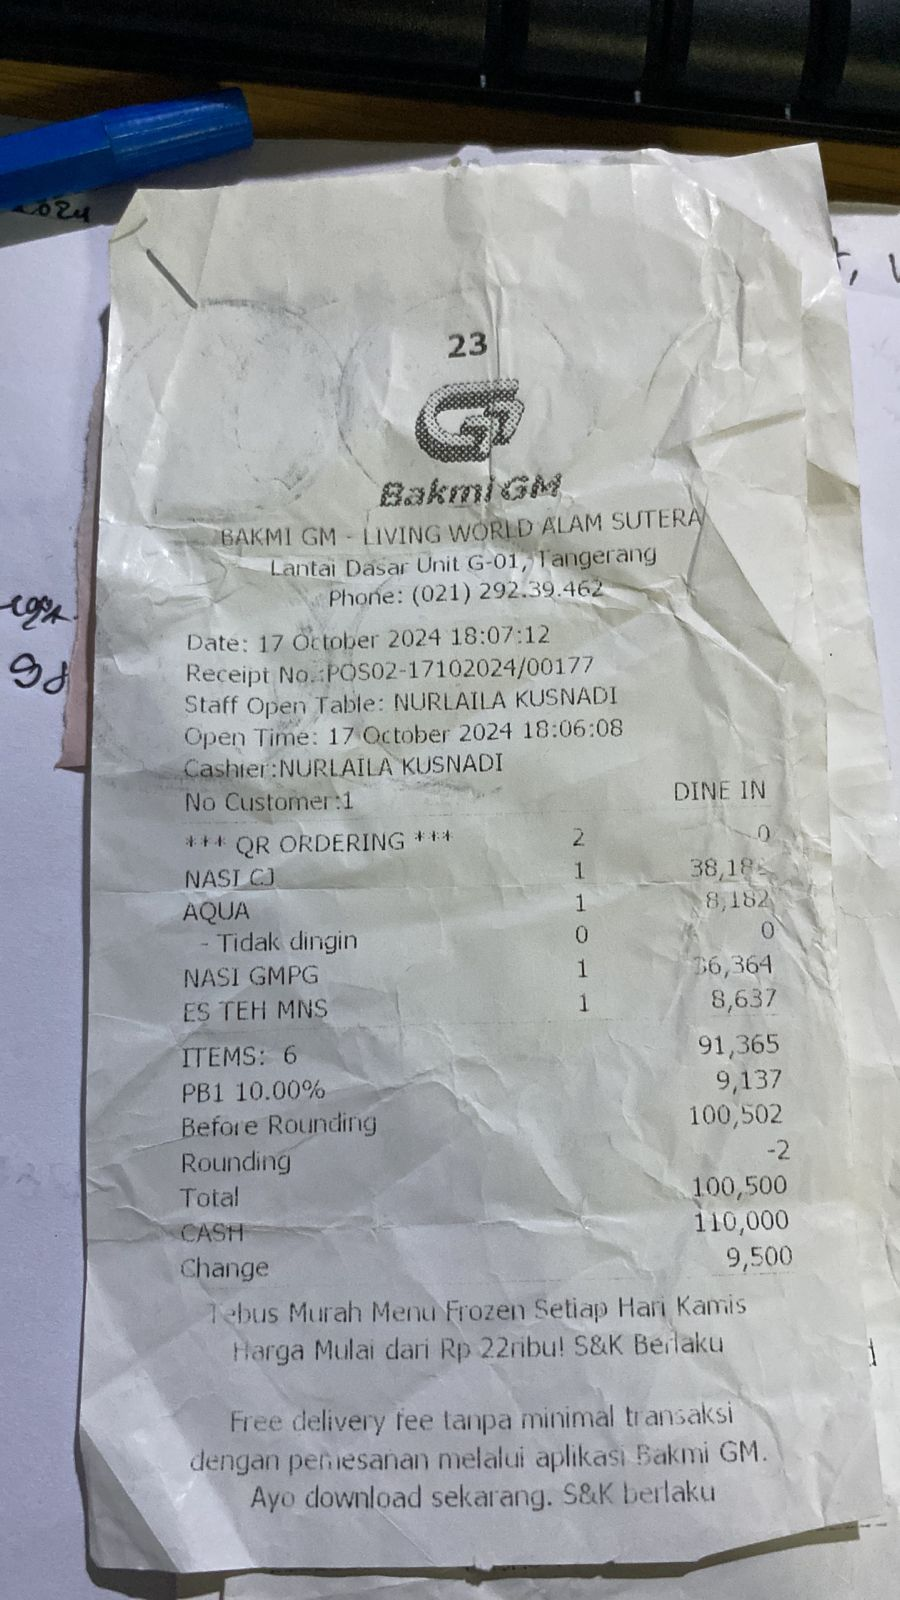 2024
23
Bakmi GM
BAKMI GM - LIVING WORLD ALAM SUTERA
Lantai Dasar Unit G-01, Tangerang
Phone: (021) 292.39.462
Date: 17 October 2024 18:07:12
Receipt No.:POS02-17102024/00177
Staff Open Table: NURLAILA KUSNADI
Open Time: 17 October 2024 18:06:08
Cashier:NURLAILA KUSNADI
No Customer:1 DINE IN
*** QR ORDERING *** 2 0
NASI CJ 1 38,182
AQUA 1 8,182
- Tidak dingin 0 0
NASI GMPG 1 36,364
ES TEH MNS 1 8,637
ITEMS: 6 91,365
PB1 10.00% 9,137
Before Rounding 100,502
Rounding -2
Total 100,500
CASH 110,000
Change 9,500
Tebus Murah Menu Frozen Setiap Hari Kamis
Harga Mulai dari Rp 22ribu! S&K Berlaku
Free delivery fee tanpa minimal transaksi
dengan pemesanan melalui aplikasi Bakmi GM.
Ayo download sekarang. S&K berlaku